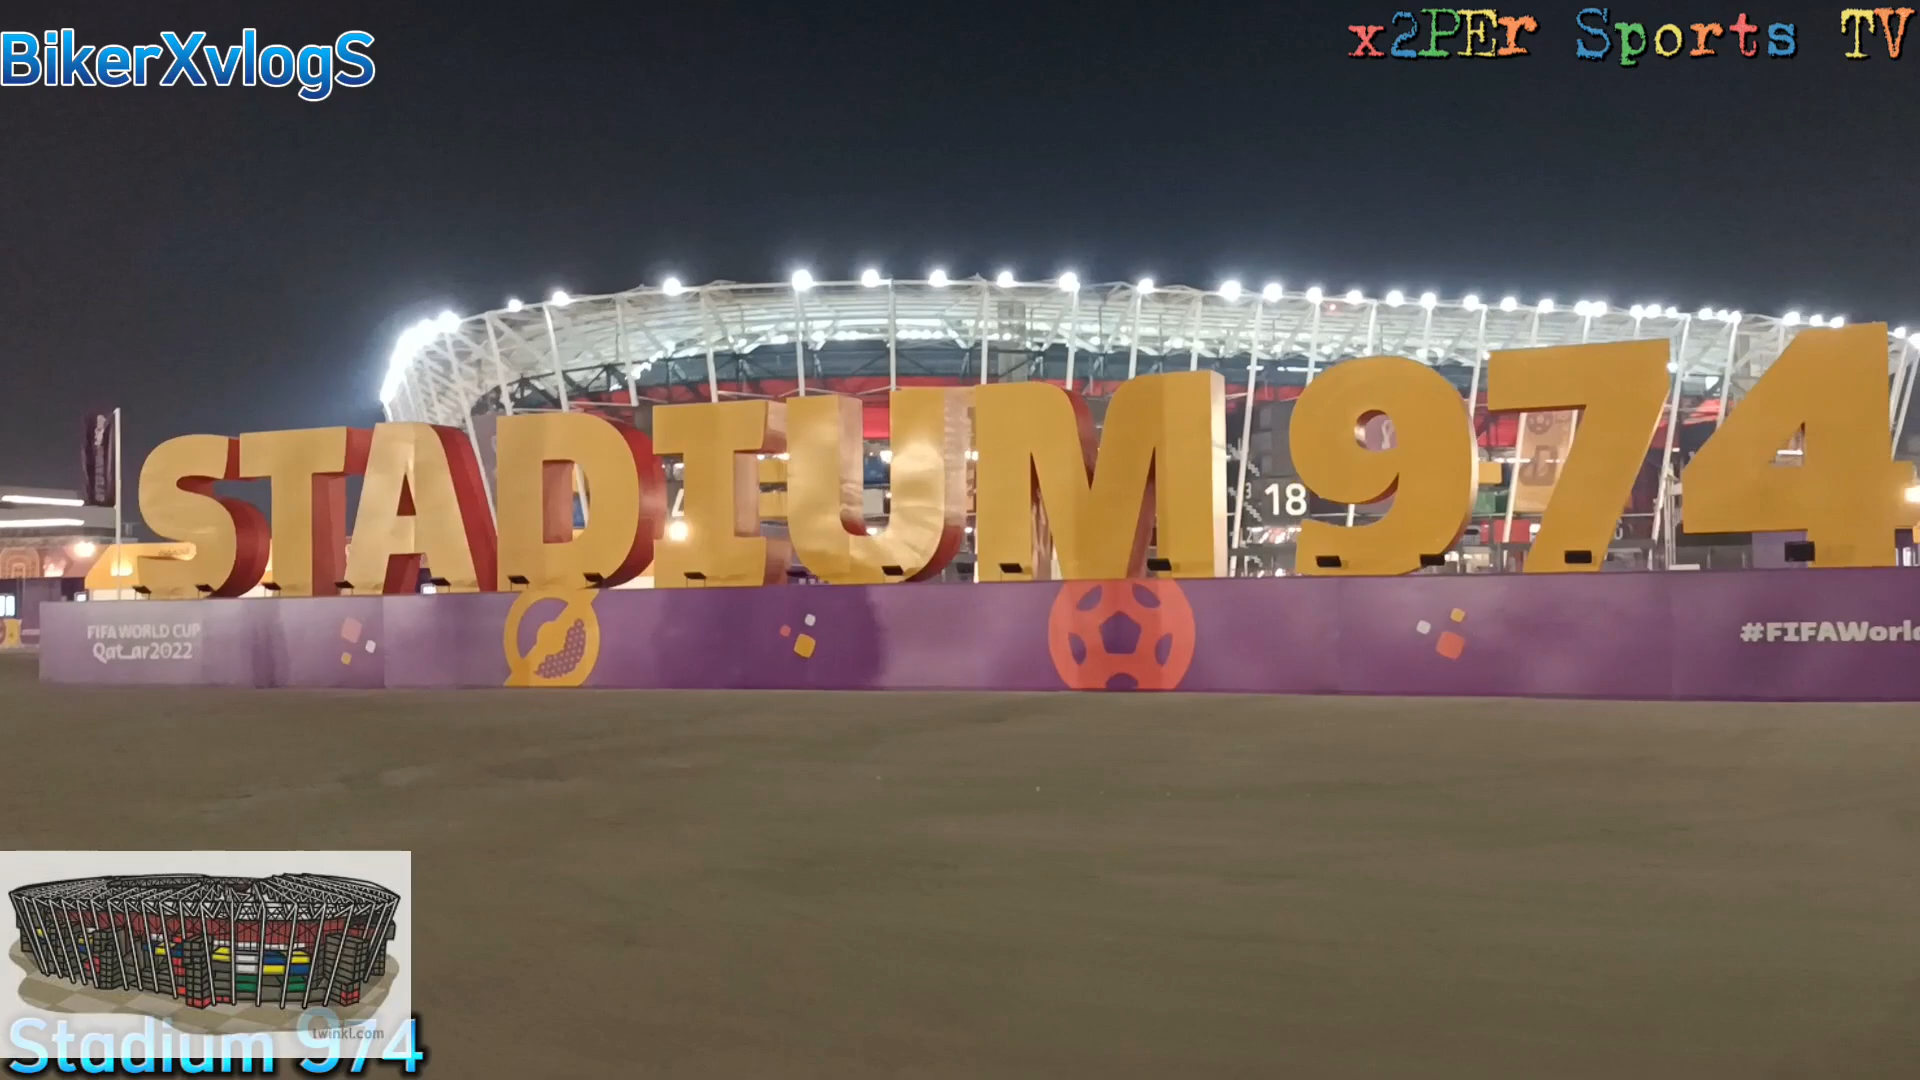 BikerXvlogS
x2PEr Sports TV
STADIUM 974
18
FIFA WORLD CUP
Qatar2022
#FIFAWorl
twinkl.com
Stadium 974